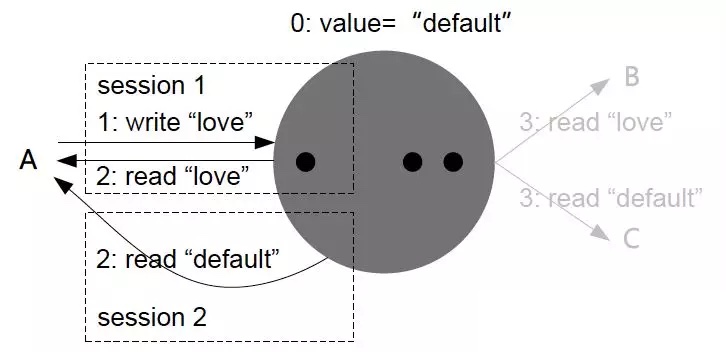 0: value= “default”
session 1
1: write “love”
A
2: read “love”
2: read “default”
session 2
B
3: read “love”
3: read “default”
C